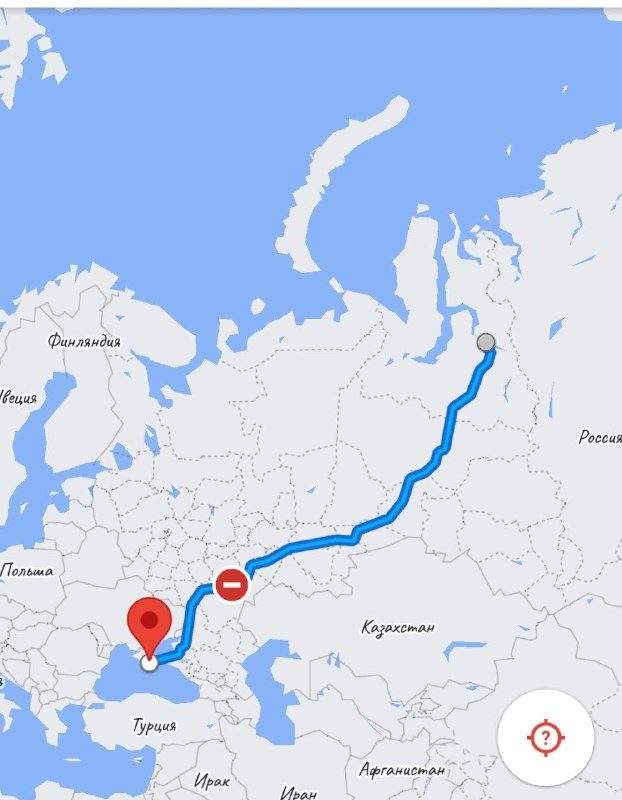 Финляндия
Швеция
Россия
Польша
Казахстан
Турция
Афганистан
Ирак
Иран
?